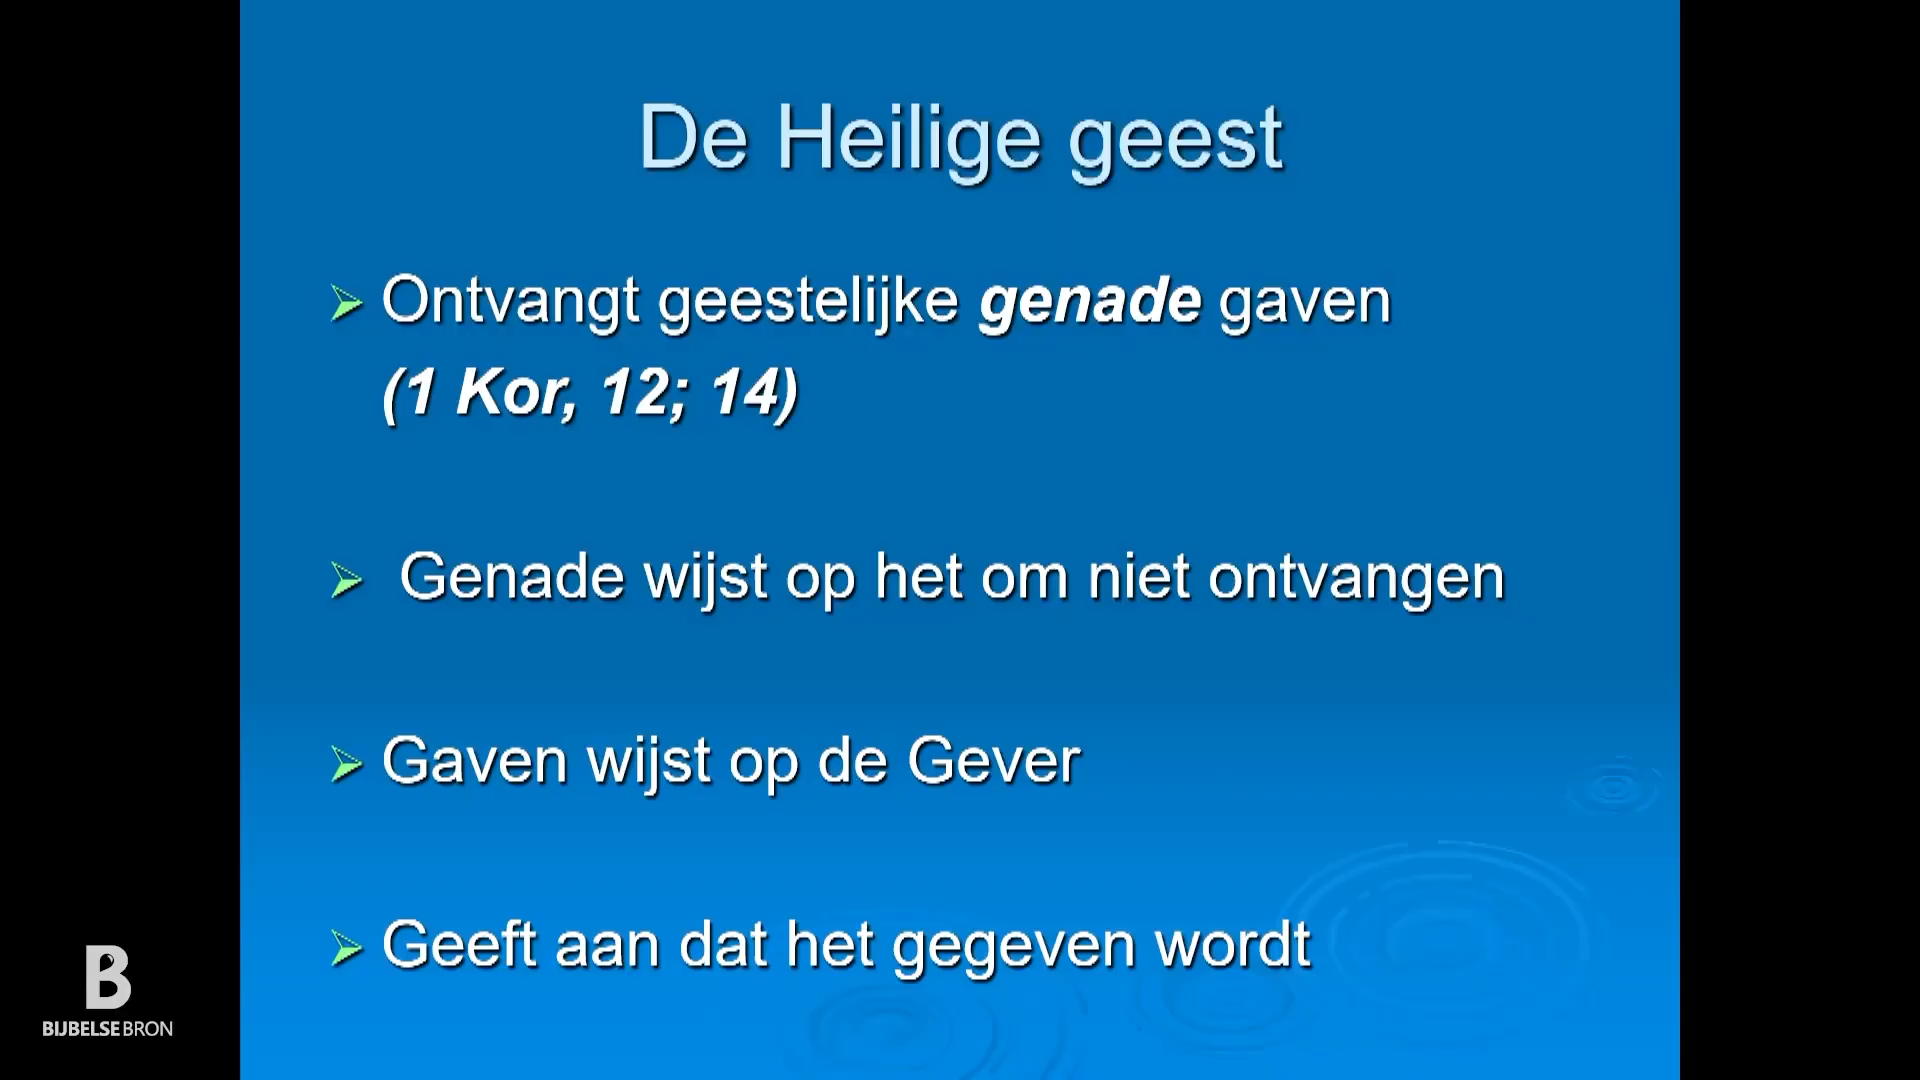 De Heilige geest
Ontvangt geestelijke genade gaven
(1 Kor, 12; 14)
Genade wijst op het om niet ontvangen
Gaven wijst op de Gever
Geeft aan dat het gegeven wordt
B
BIJBELSE BRON